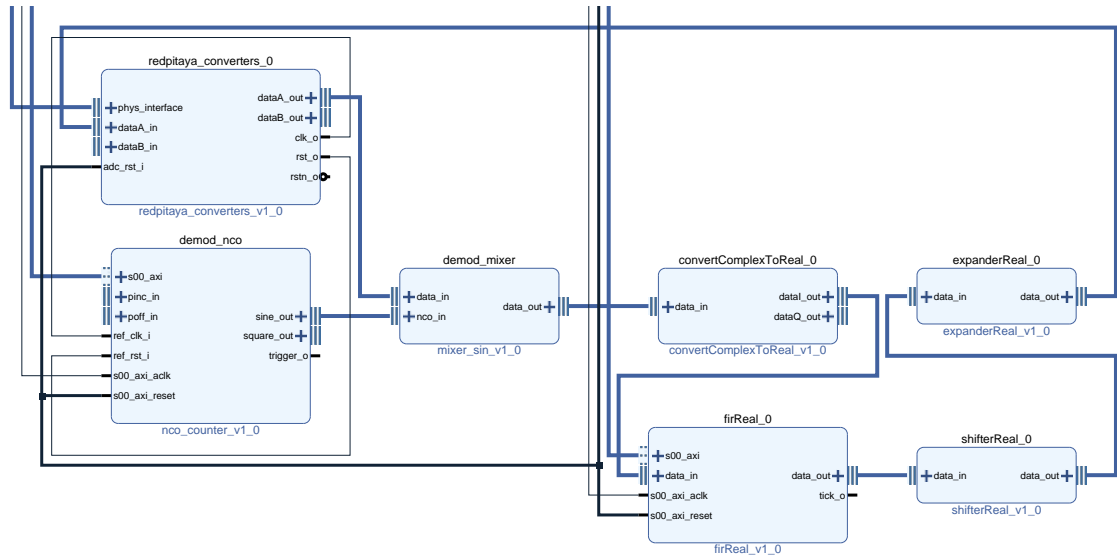 redpitaya_converters_0
phys_interface
dataA_in
dataB_in
adc_rst_i
dataA_out
dataB_out
clk_o
rst_o
rstn_o
redpitaya_converters_v1_0
demod_nco
s00_axi
pinc_in
poff_in
ref_clk_i
ref_rst_i
s00_axi_aclk
s00_axi_reset
sine_out
square_out
trigger_o
nco_counter_v1_0
demod_mixer
data_in
nco_in
data_out
mixer_sin_v1_0
convertComplexToReal_0
data_in
dataI_out
dataQ_out
convertComplexToReal_v1_0
expanderReal_0
data_in
data_out
expanderReal_v1_0
firReal_0
s00_axi
data_in
s00_axi_aclk
s00_axi_reset
data_out
tick_o
firReal_v1_0
shifterReal_0
data_in
data_out
shifterReal_v1_0